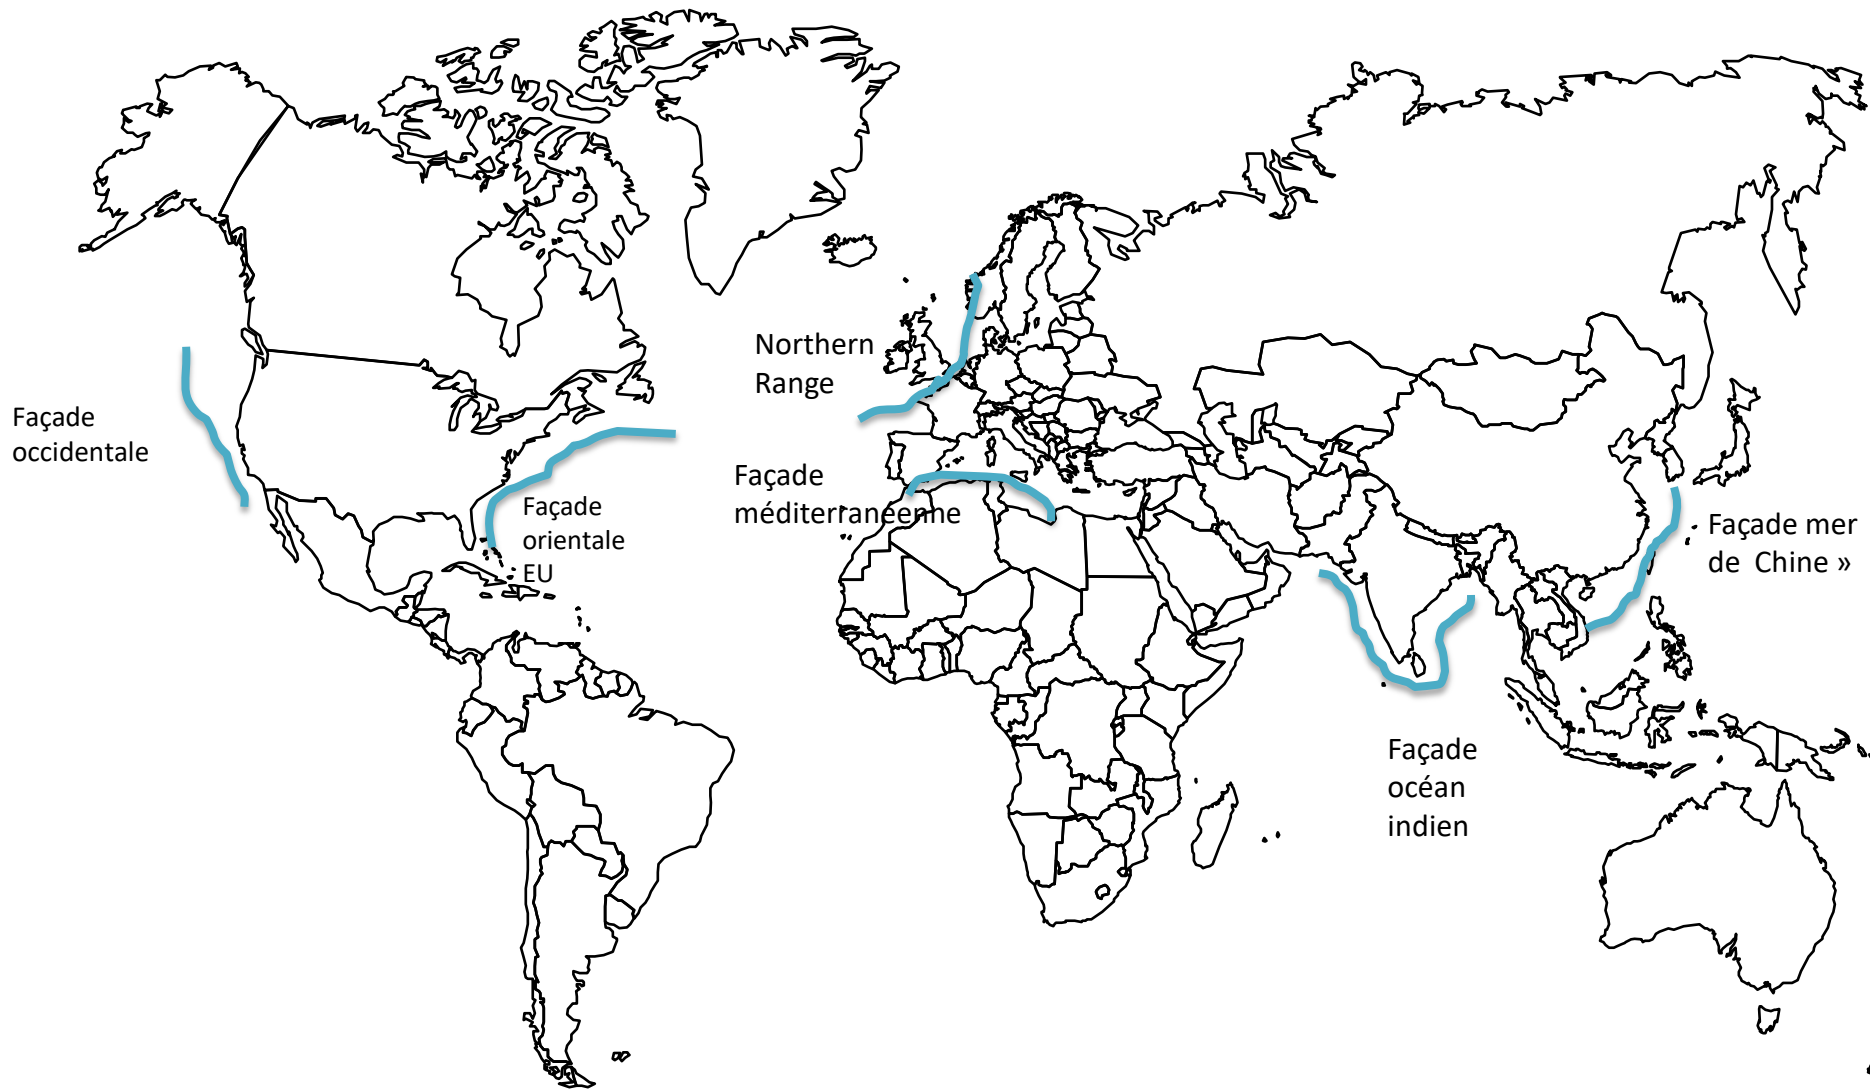 Northern
Range
Façade
occidentale
Façade
méditerranéenne
Façade
orientale
EU
Façade mer
de  Chine »
Façade
océan
indien